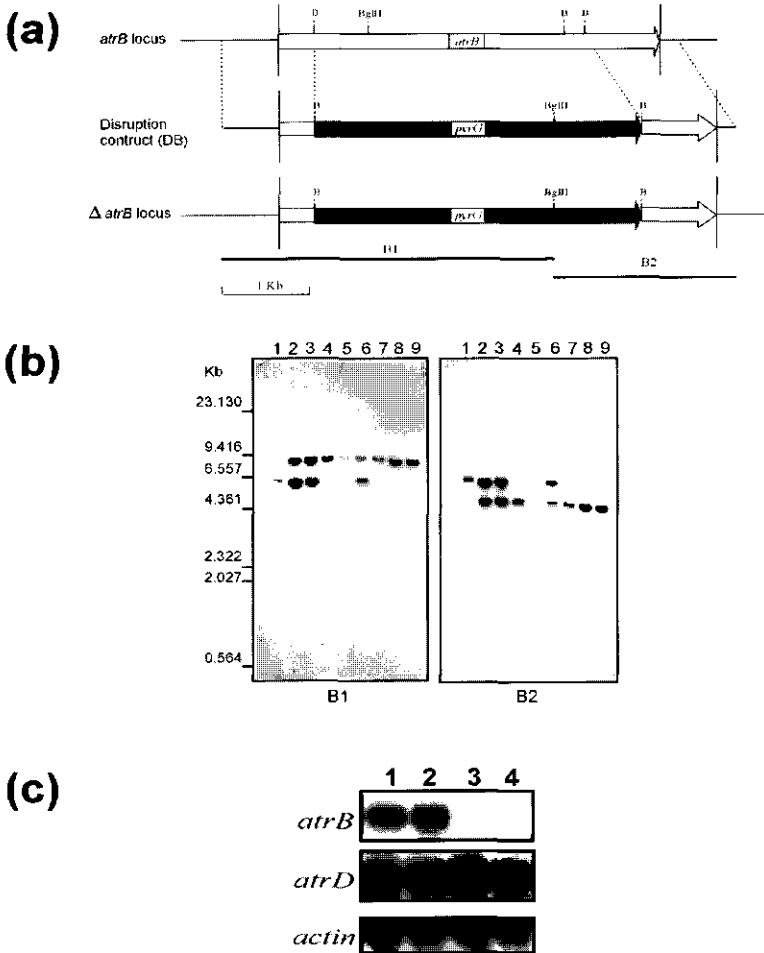 (a)
D BglII B B
atrB locus
atrB
B BglII B
Disruption
contruct (DB)
pyrG
B BglII B
Δ atrB locus
pyrG
B1
B2
1 Kb
(b)
1 2 3 4 5 6 7 8 9
1 2 3 4 5 6 7 8 9
Kb
23.130
9.416
6.557
4.361
2.322
2.027
0.564
B1
B2
(c)
1 2 3 4
atrB
atrD
actin